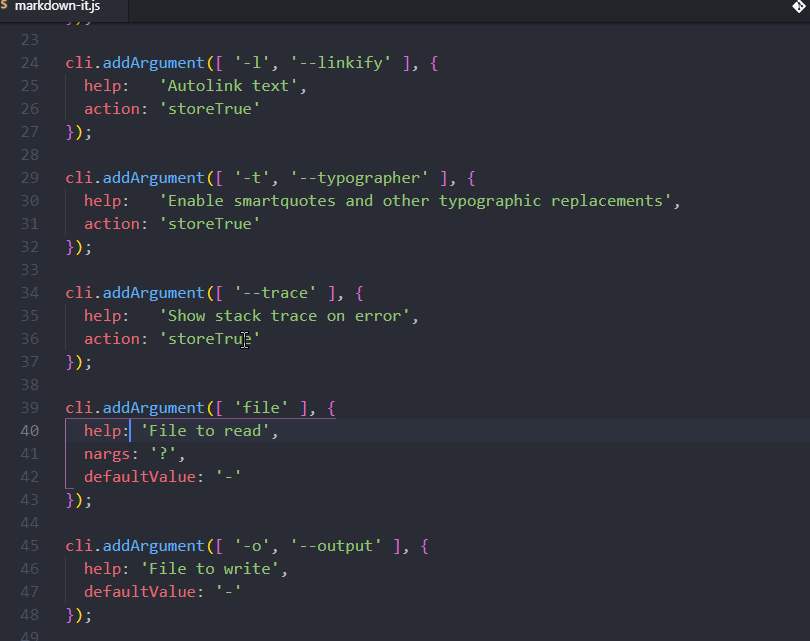 markdown-it.js
});
23
24 cli.addArgument([ '-l', '--linkify' ], {
25   help:   'Autolink text',
26   action: 'storeTrue'
27 });
28
29 cli.addArgument([ '-t', '--typographer' ], {
30   help:   'Enable smartquotes and other typographic replacements',
31   action: 'storeTrue'
32 });
33
34 cli.addArgument([ '--trace' ], {
35   help:   'Show stack trace on error',
36   action: 'storeTrue'
37 });
38
39 cli.addArgument([ 'file' ], {
40   help: 'File to read',
41   nargs: '?',
42   defaultValue: '-'
43 });
44
45 cli.addArgument([ '-o', '--output' ], {
46   help: 'File to write',
47   defaultValue: '-'
48 });
49